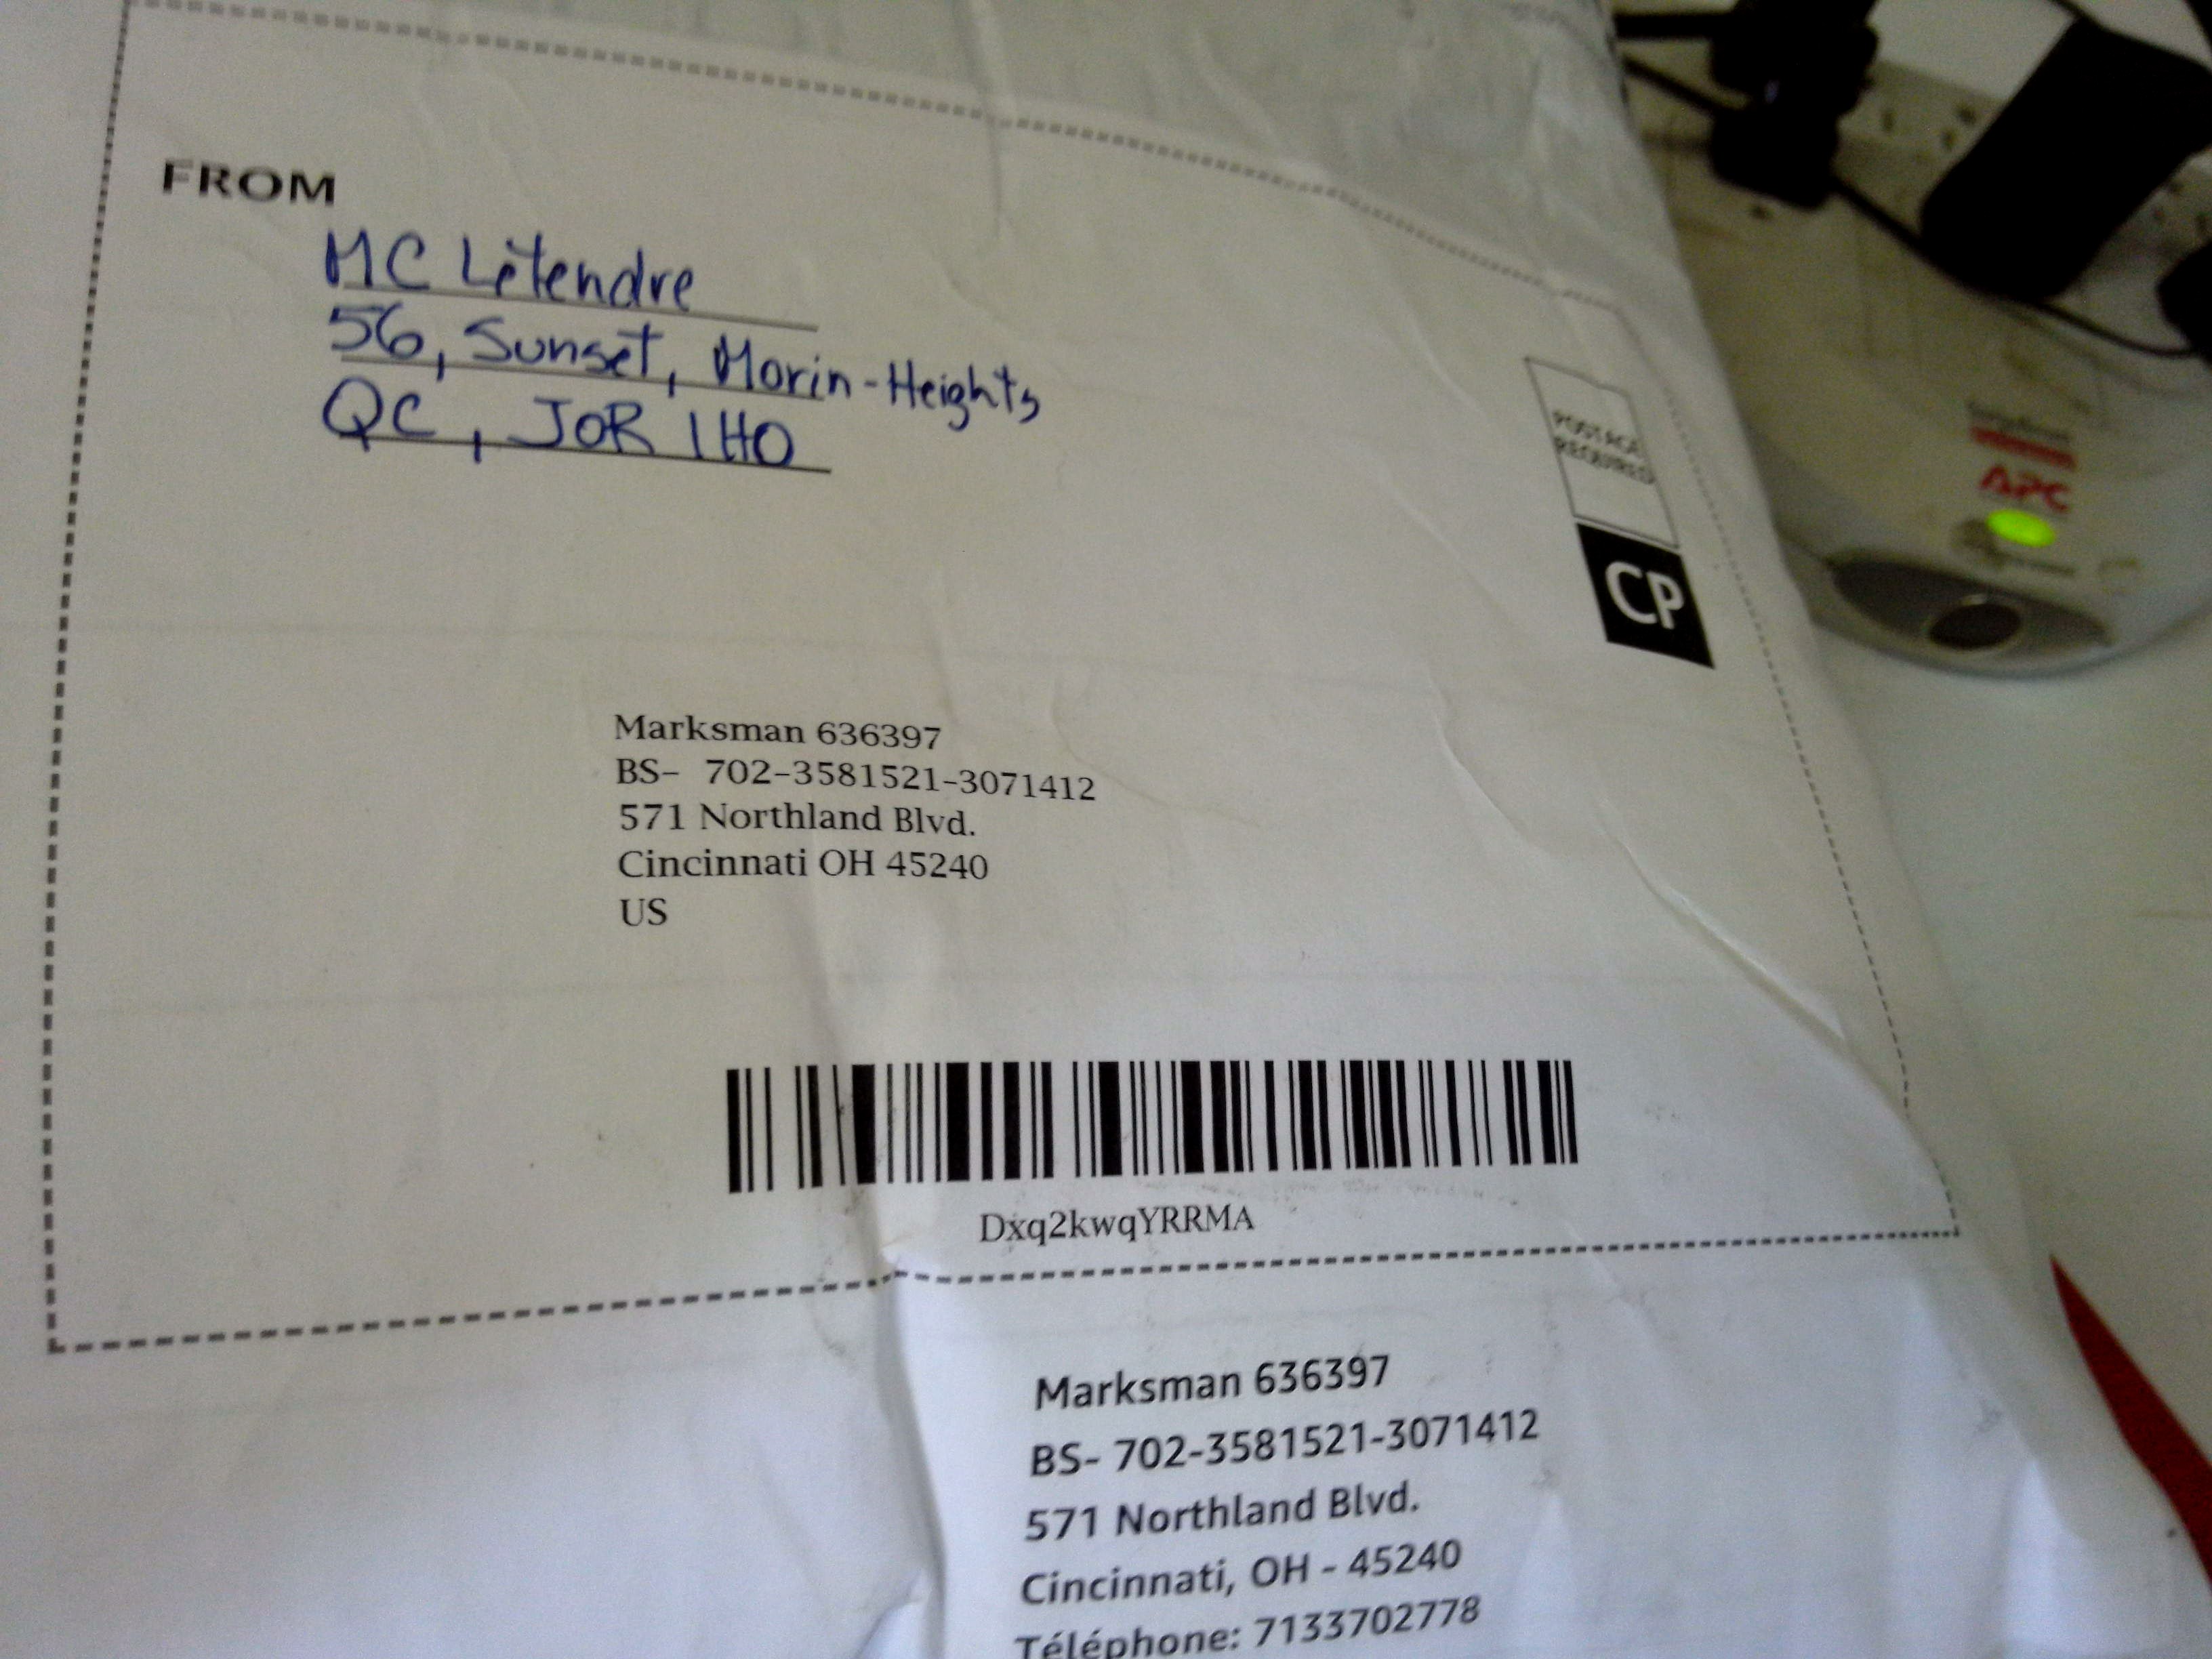 FROM
MC Létendre
56, Sunset, Morin-Heights
QC, J0R 1H0
POSTAGE
REQUIRED
CP
Marksman 636397
BS- 702-3581521-3071412
571 Northland Blvd.
Cincinnati OH 45240
US
Dxq2kwqYRRMA
Marksman 636397
BS- 702-3581521-3071412
571 Northland Blvd.
Cincinnati, OH - 45240
Téléphone: 7133702778
APC